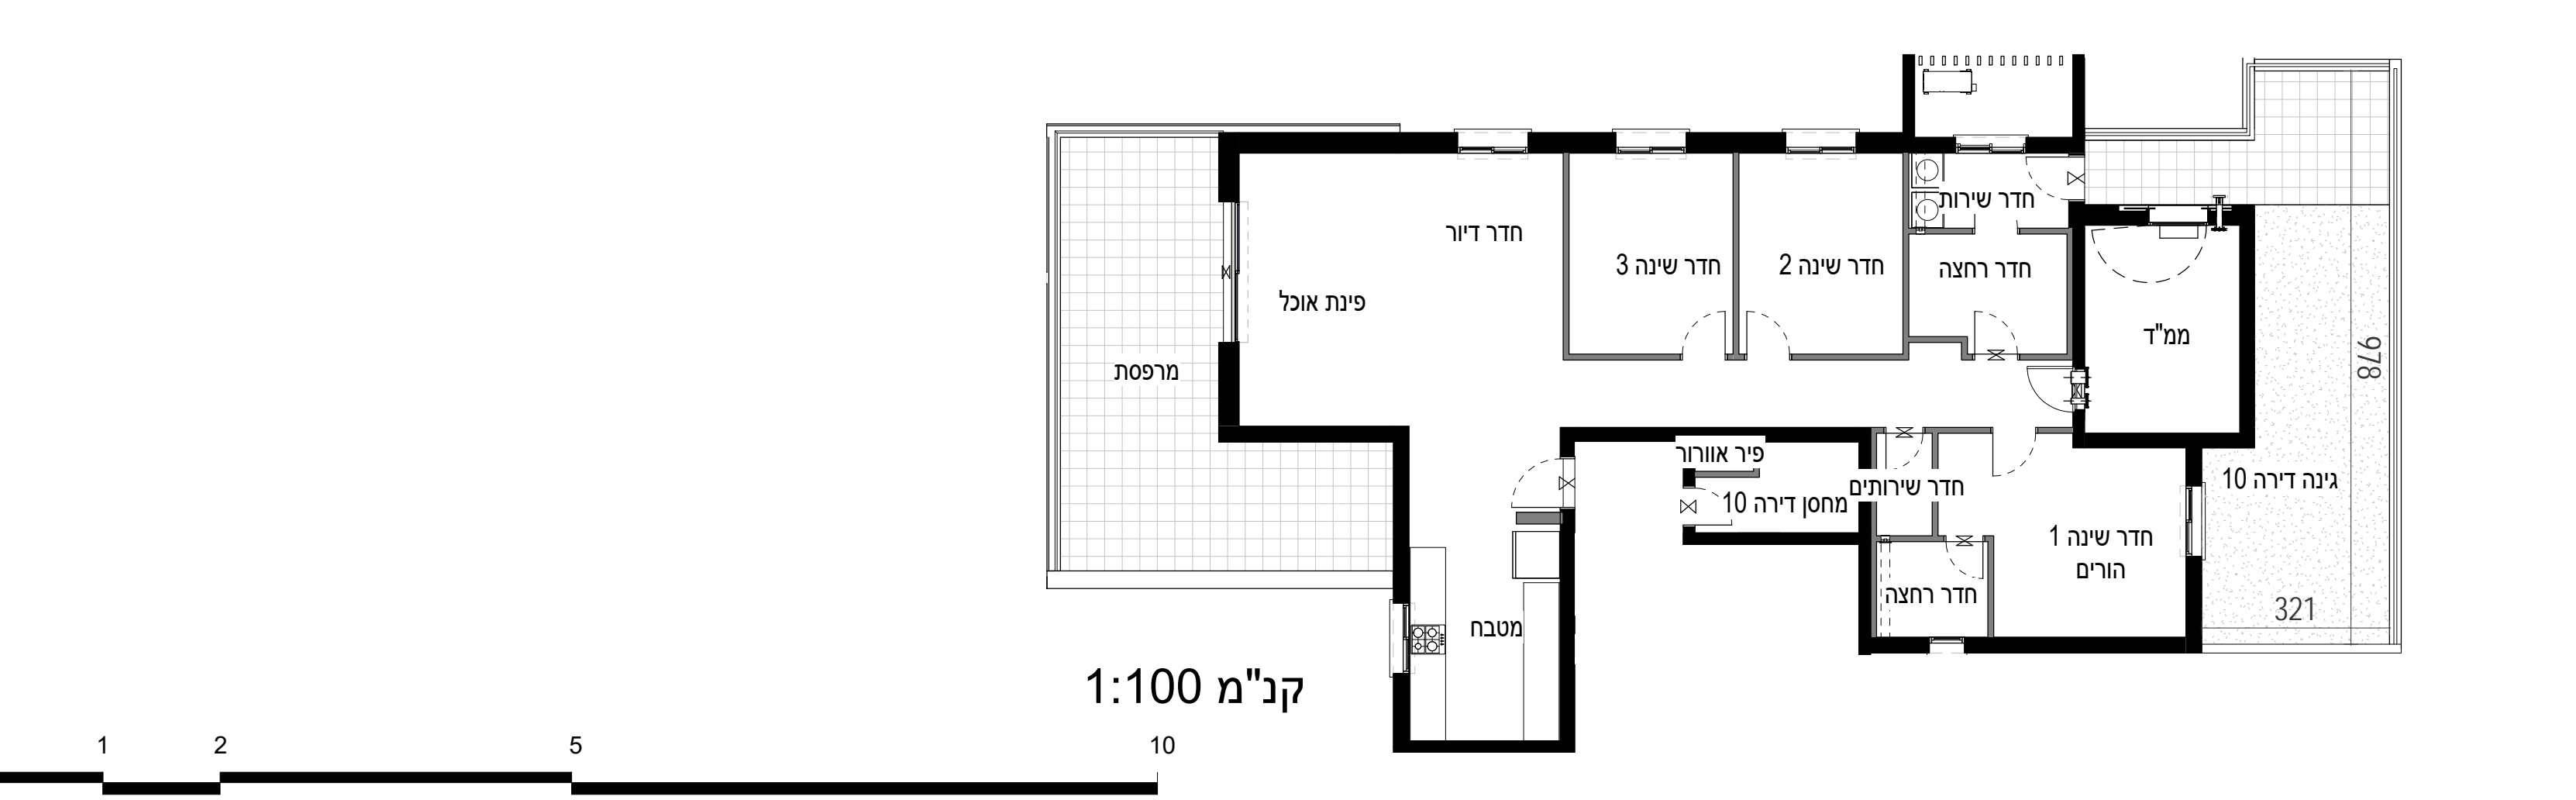 חדר שירות
חדר דיור
חדר שינה 3
חדר שינה 2
חדר רחצה
פינת אוכל
ממ"ד
מרפסת
978
פיר אוורור
מחסן דירה 10
חדר שירותים
גינה דירה 10
חדר שינה 1
הורים
חדר רחצה
321
מטבח
קנ"מ 1:100
1 2 5 10